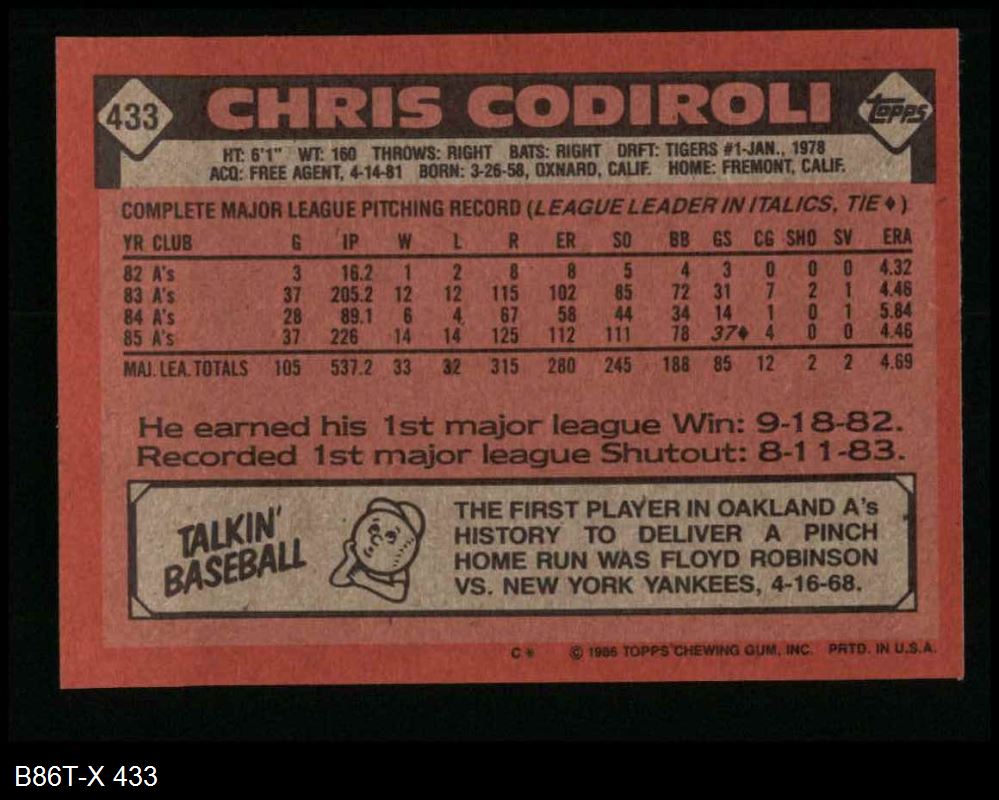 433 CHRIS CODIROLI Topps
HT: 6'1" WT: 160 THROWS: RIGHT BATS: RIGHT DRFT: TIGERS #1-JAN., 1978
ACQ: FREE AGENT, 4-14-81 BORN: 3-26-58, OXNARD, CALIF. HOME: FREMONT, CALIF.
COMPLETE MAJOR LEAGUE PITCHING RECORD (LEAGUE LEADER IN ITALICS, TIE ♦)
YR CLUB G IP W L R ER SO BB GS CG SHO SV ERA
82 A's 3 16.2 1 2 8 8 5 4 3 0 0 0 4.32
83 A's 37 205.2 12 12 115 102 85 72 31 7 2 1 4.46
84 A's 28 89.1 6 4 67 58 44 34 14 1 0 1 5.84
85 A's 37 226 14 14 125 112 111 78 37♦ 4 0 0 4.46
MAJ. LEA. TOTALS 105 537.2 33 32 315 280 245 188 85 12 2 2 4.69
He earned his 1st major league Win: 9-18-82.
Recorded 1st major league Shutout: 8-11-83.
TALKIN'
BASEBALL
THE FIRST PLAYER IN OAKLAND A's
HISTORY TO DELIVER A PINCH
HOME RUN WAS FLOYD ROBINSON
VS. NEW YORK YANKEES, 4-16-68.
C* © 1986 TOPPS CHEWING GUM, INC. PRTD. IN U.S.A.
B86T-X 433